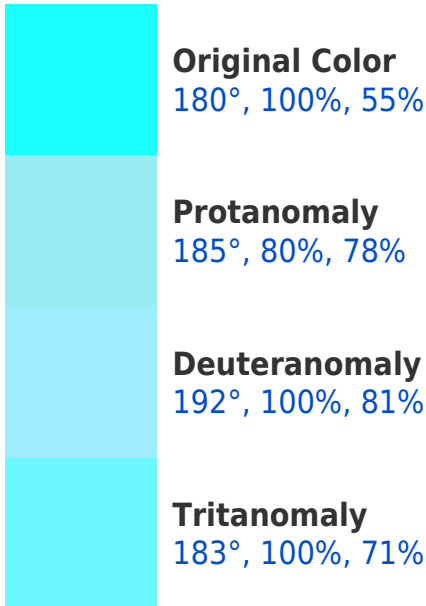 Original Color
180°, 100%, 55%
Protanomaly
185°, 80%, 78%
Deuteranomaly
192°, 100%, 81%
Tritanomaly
183°, 100%, 71%